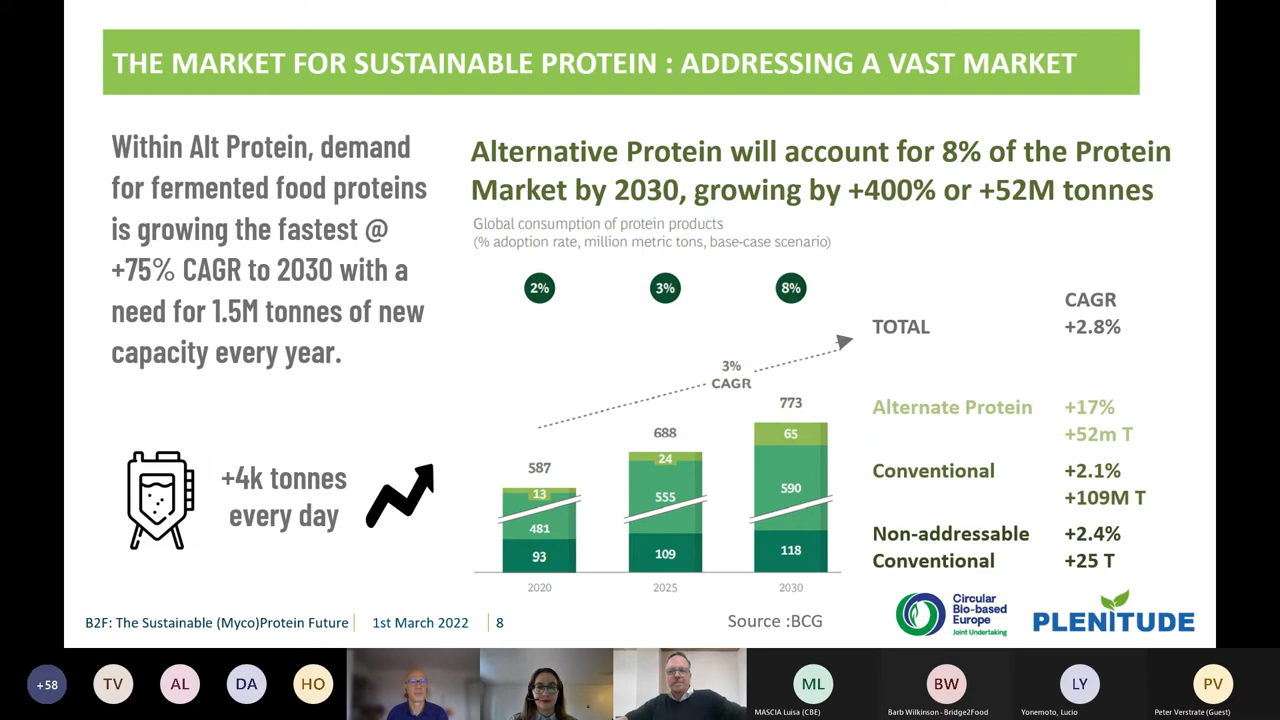 THE MARKET FOR SUSTAINABLE PROTEIN : ADDRESSING A VAST MARKET
Within Alt Protein, demand
for fermented food proteins
is growing the fastest @
+75% CAGR to 2030 with a
need for 1.5M tonnes of new
capacity every year.
+4k tonnes
every day
Alternative Protein will account for 8% of the Protein
Market by 2030, growing by +400% or +52M tonnes
Global consumption of protein products
(% adoption rate, million metric tons, base-case scenario)
2%
3%
8%
3%
CAGR
587
688
773
13
24
65
481
555
590
93
109
118
2020
2025
2030
CAGR
TOTAL +2.8%
Alternate Protein +17%
+52m T
Conventional +2.1%
+109M T
Non-addressable +2.4%
Conventional +25 T
B2F: The Sustainable (Myco)Protein Future 1st March 2022 8
Source :BCG
Circular
Bio-based
Europe
Joint Undertaking
PLENITUDE
+58
TV
AL
DA
HO
ML
BW
LY
PV
MASCIA Luisa (CBE)
Barb Wilkinson - Bridge2Food
Yonemoto, Lucio
Peter Verstrate (Guest)